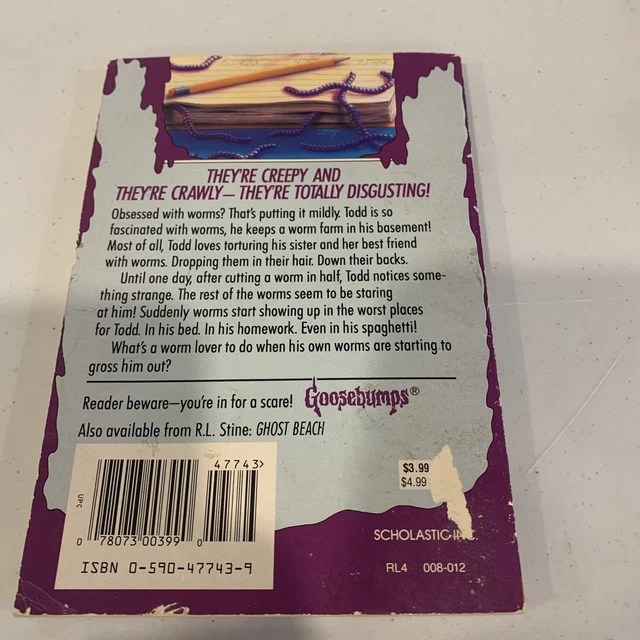 THEY'RE CREEPY AND
THEY'RE CRAWLY—THEY'RE TOTALLY DISGUSTING!
Obsessed with worms? That's putting it mildly. Todd is so
fascinated with worms, he keeps a worm farm in his basement!
Most of all, Todd loves torturing his sister and her best friend
with worms. Dropping them in their hair. Down their backs.
Until one day, after cutting a worm in half, Todd notices some-
thing strange. The rest of the worms seem to be staring
at him! Suddenly worms start showing up in the worst places
for Todd. In his bed. In his homework. Even in his spaghetti!
What's a worm lover to do when his own worms are starting to
gross him out?
Reader beware—you're in for a scare! Goosebumps®
Also available from R.L. Stine: GHOST BEACH
47743>
UPC
0 78073 00399 0
ISBN 0-590-47743-9
$3.99
$4.99
SCHOLASTIC INC.
RL4 008-012